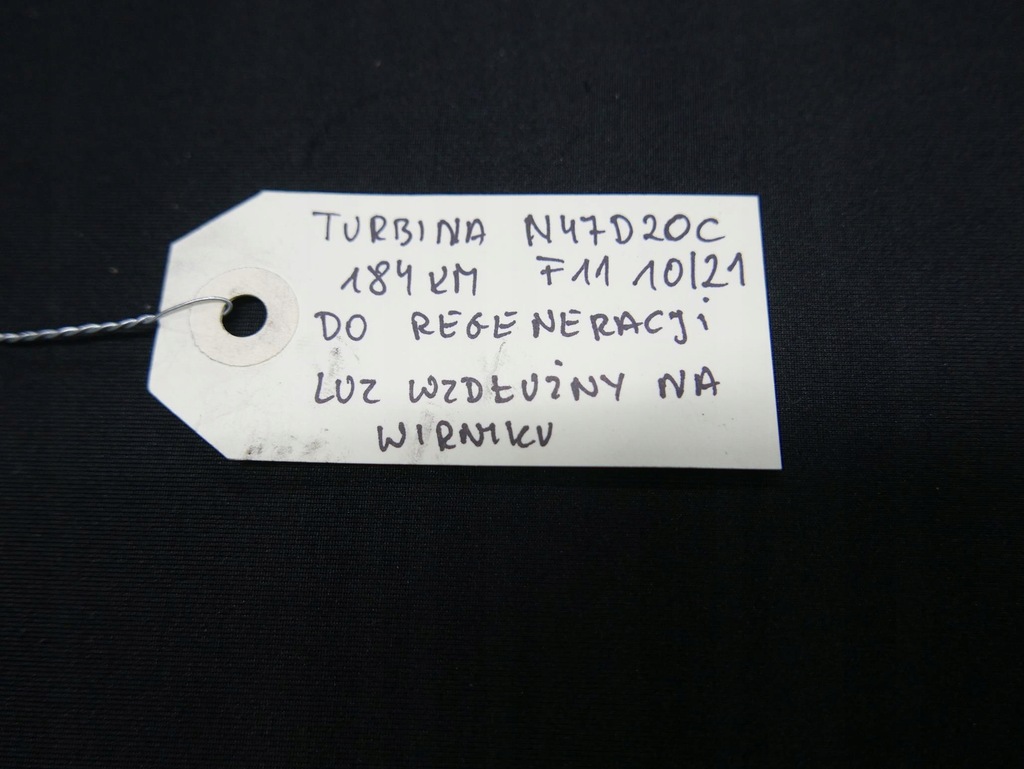 TURBINA N47D20C
184 KM F11 10/21
DO REGENERACJi
LUZ WZDŁUŻNY NA
WIRNIKU